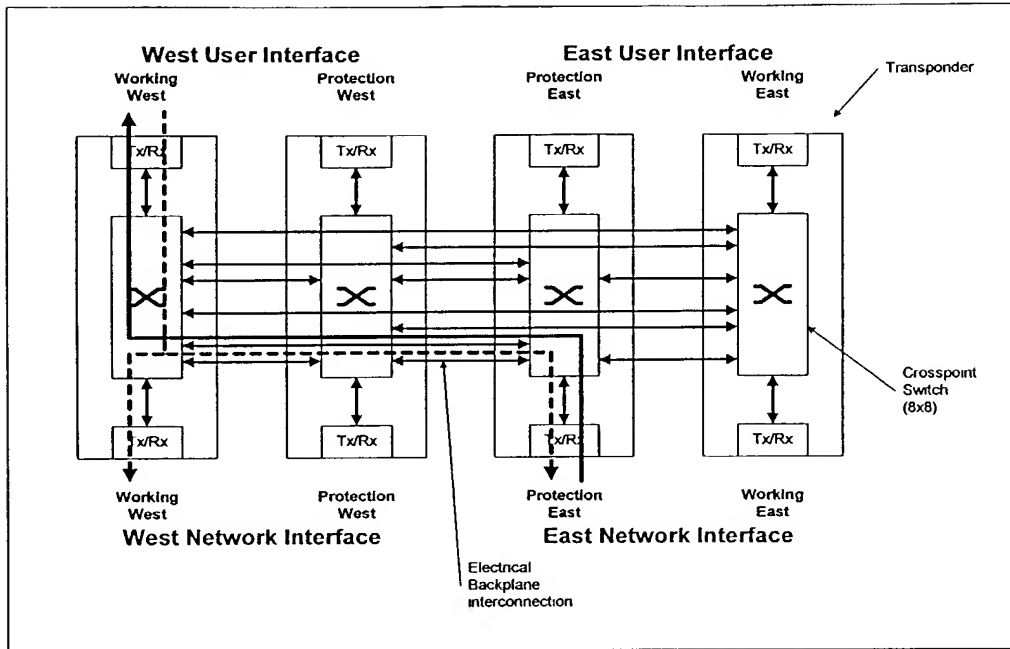 West User Interface
East User Interface
Working
West
Protection
West
Protection
East
Working
East
Transponder
Tx/Rx
Tx/Rx
Tx/Rx
Tx/Rx
Crosspoint
Switch
(8x8)
Tx/Rx
Tx/Rx
Tx/Rx
Tx/Rx
Working
West
Protection
West
Protection
East
Working
East
West Network Interface
East Network Interface
Electrical
Backplane
interconnection